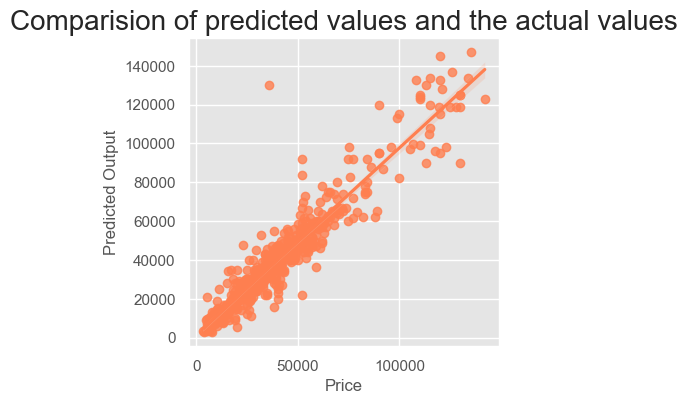 Comparision of predicted values and the actual values
140000
120000
100000
80000
60000
40000
20000
0
Predicted Output
0 50000 100000
Price